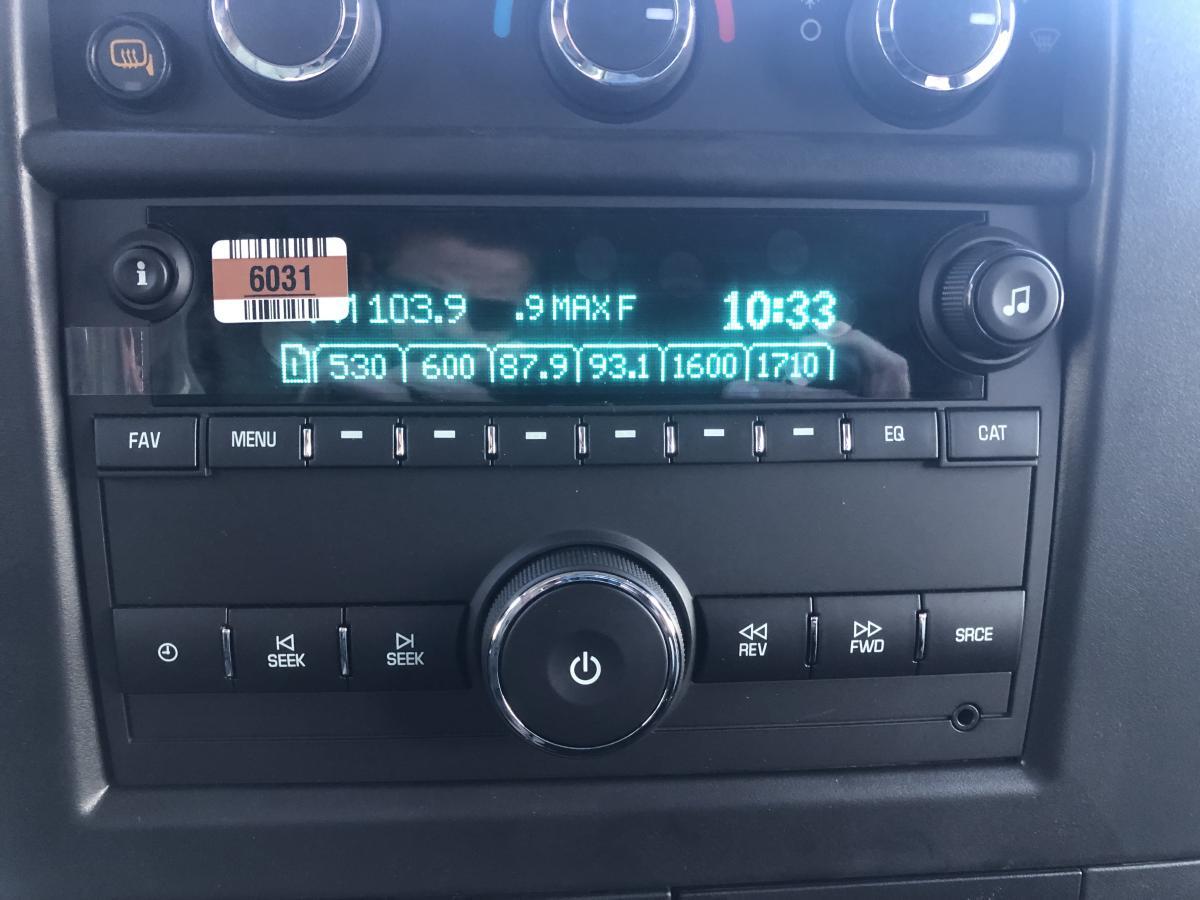 6031
103.9 .9 MAX F 10:33
1 530 600 87.9 93.1 1600 1710
FAV MENU EQ CAT
SEEK SEEK REV FWD SRCE